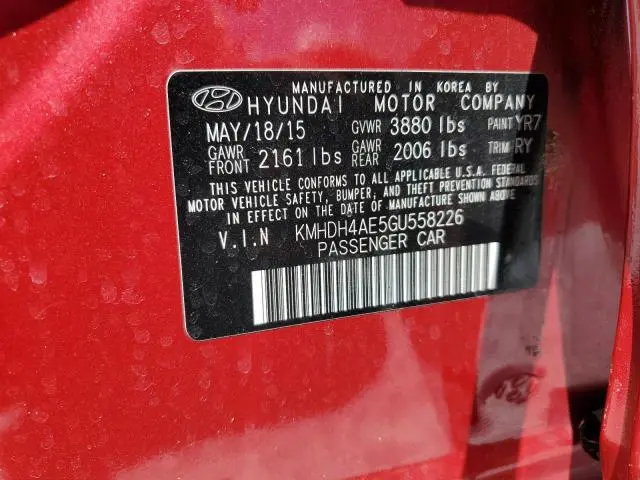 MANUFACTURED IN KOREA BY
HYUNDAI MOTOR COMPANY
MAY/18/15 GVWR 3880 lbs PAINT YR7
GAWR FRONT 2161 lbs GAWR REAR 2006 lbs TRIM RY
THIS VEHICLE CONFORMS TO ALL APPLICABLE U.S.A. FEDERAL
MOTOR VEHICLE SAFETY, BUMPER, AND THEFT PREVENTION STANDARDS
IN EFFECT ON THE DATE OF MANUFACTURE SHOWN ABOVE
V.I.N KMHDH4AE5GU558226
PASSENGER CAR